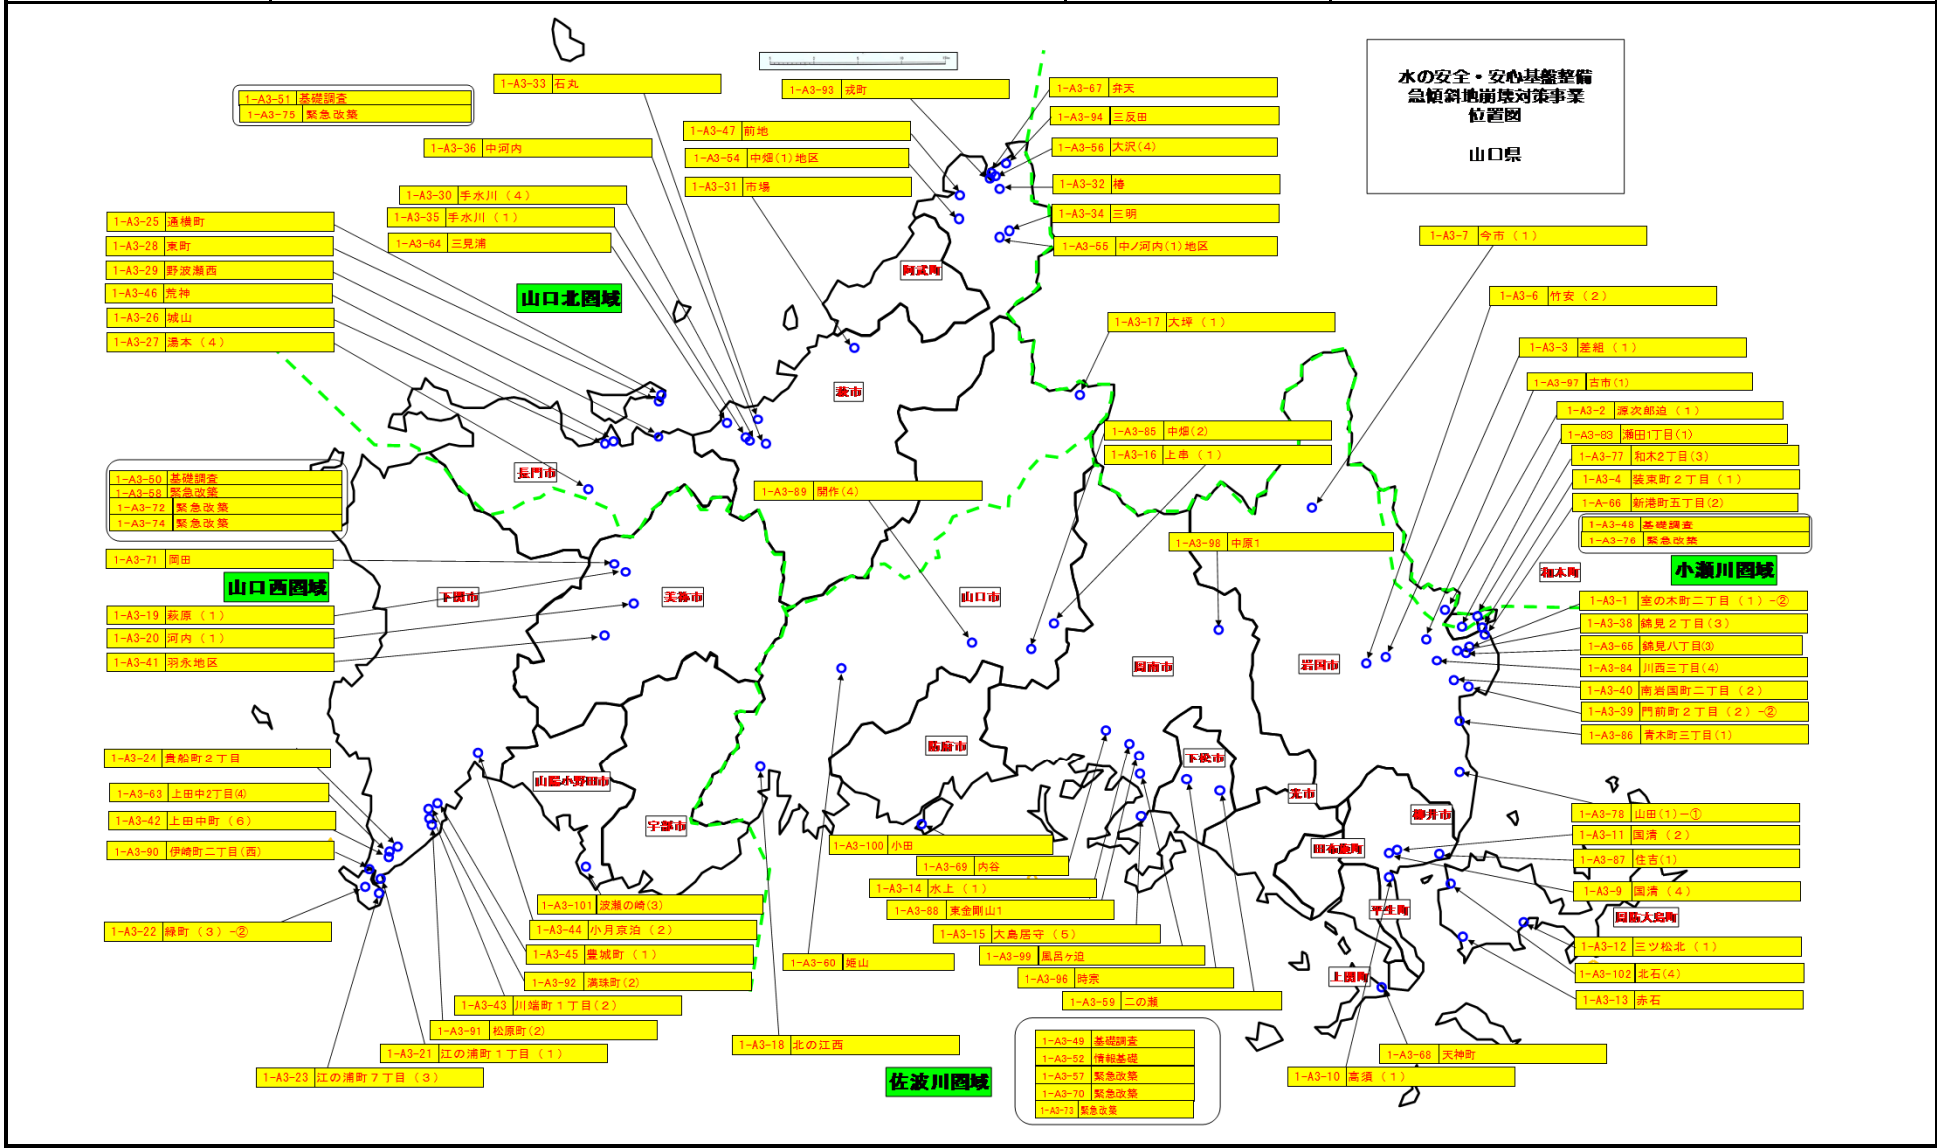 水の安全・安心基盤整備
急傾斜地崩壊対策事業
位置図
山口県
1-A3-51 基礎調査
1-A3-75 緊急改築
1-A3-33 石丸
1-A3-93 戎町
1-A3-67 弁天
1-A3-94 三反田
1-A3-47 前地
1-A3-36 中河内
1-A3-54 中畑(1)地区
1-A3-56 大沢(4)
1-A3-31 市場
1-A3-32 椿
1-A3-30 手水川（4）
1-A3-35 手水川（1）
1-A3-64 三見浦
1-A3-34 三明
1-A3-55 中ノ河内(1)地区
1-A3-25 通横町
1-A3-28 東町
1-A3-29 野波瀬西
1-A3-46 荒神
1-A3-26 城山
1-A3-27 湯本（4）
山口北圏域
阿武町
1-A3-7 今市（1）
1-A3-6 竹安（2）
1-A3-17 大坪（1）
1-A3-3 差組（1）
1-A3-97 古市(1)
1-A3-2 源次郎迫（1）
1-A3-83 瀬田1丁目(1)
1-A3-77 和木2丁目(3)
1-A3-4 装束町２丁目（1）
1-A-66 新港町五丁目(2)
1-A3-48 基礎調査
1-A3-76 緊急改築
萩市
長門市
1-A3-85 中畑(2)
1-A3-16 上串（1）
1-A3-89 開作(4)
1-A3-98 中原1
1-A3-50 基礎調査
1-A3-58 緊急改築
1-A3-72 緊急改築
1-A3-74 緊急改築
1-A3-71 岡田
山口西圏域
1-A3-19 萩原（1）
1-A3-20 河内（1）
1-A3-41 羽永地区
下関市
美祢市
山口市
和木町
小瀬川圏域
1-A3-1 室の木町二丁目（1）-②
1-A3-38 錦見２丁目(3)
1-A3-65 錦見八丁目(3)
1-A3-84 川西三丁目(4)
1-A3-40 南岩国町二丁目（2）
1-A3-39 門前町２丁目（2）-②
1-A3-86 青木町三丁目(1)
周南市
岩国市
防府市
下松市
光市
柳井市
田布施町
平生町
上関町
周防大島町
山陽小野田市
宇部市
1-A3-24 貴船町２丁目
1-A3-63 上田中2丁目(4)
1-A3-42 上田中町（6）
1-A3-90 伊崎町二丁目(西)
1-A3-22 緑町（3）-②
1-A3-78 山田(1)-①
1-A3-11 国清（2）
1-A3-87 住吉(1)
1-A3-9 国清（4）
1-A3-12 三ツ松北（1）
1-A3-102 北石(4)
1-A3-13 赤石
1-A3-100 小田
1-A3-69 内谷
1-A3-14 水上（1）
1-A3-88 東金剛山1
1-A3-15 大島居守（5）
1-A3-99 風呂ヶ迫
1-A3-96 時宗
1-A3-59 二の瀬
1-A3-101 波瀬の崎(3)
1-A3-44 小月京泊（2）
1-A3-45 豊城町（1）
1-A3-92 満珠町(2)
1-A3-43 川端町１丁目(2)
1-A3-91 松原町(2)
1-A3-21 江の浦町１丁目（1）
1-A3-23 江の浦町７丁目（3）
1-A3-60 姫山
1-A3-18 北の江西
佐波川圏域
1-A3-49 基礎調査
1-A3-52 情報基礎
1-A3-57 緊急改築
1-A3-70 緊急改築
1-A3-73 緊急改築
1-A3-68 天神町
1-A3-10 高須（1）